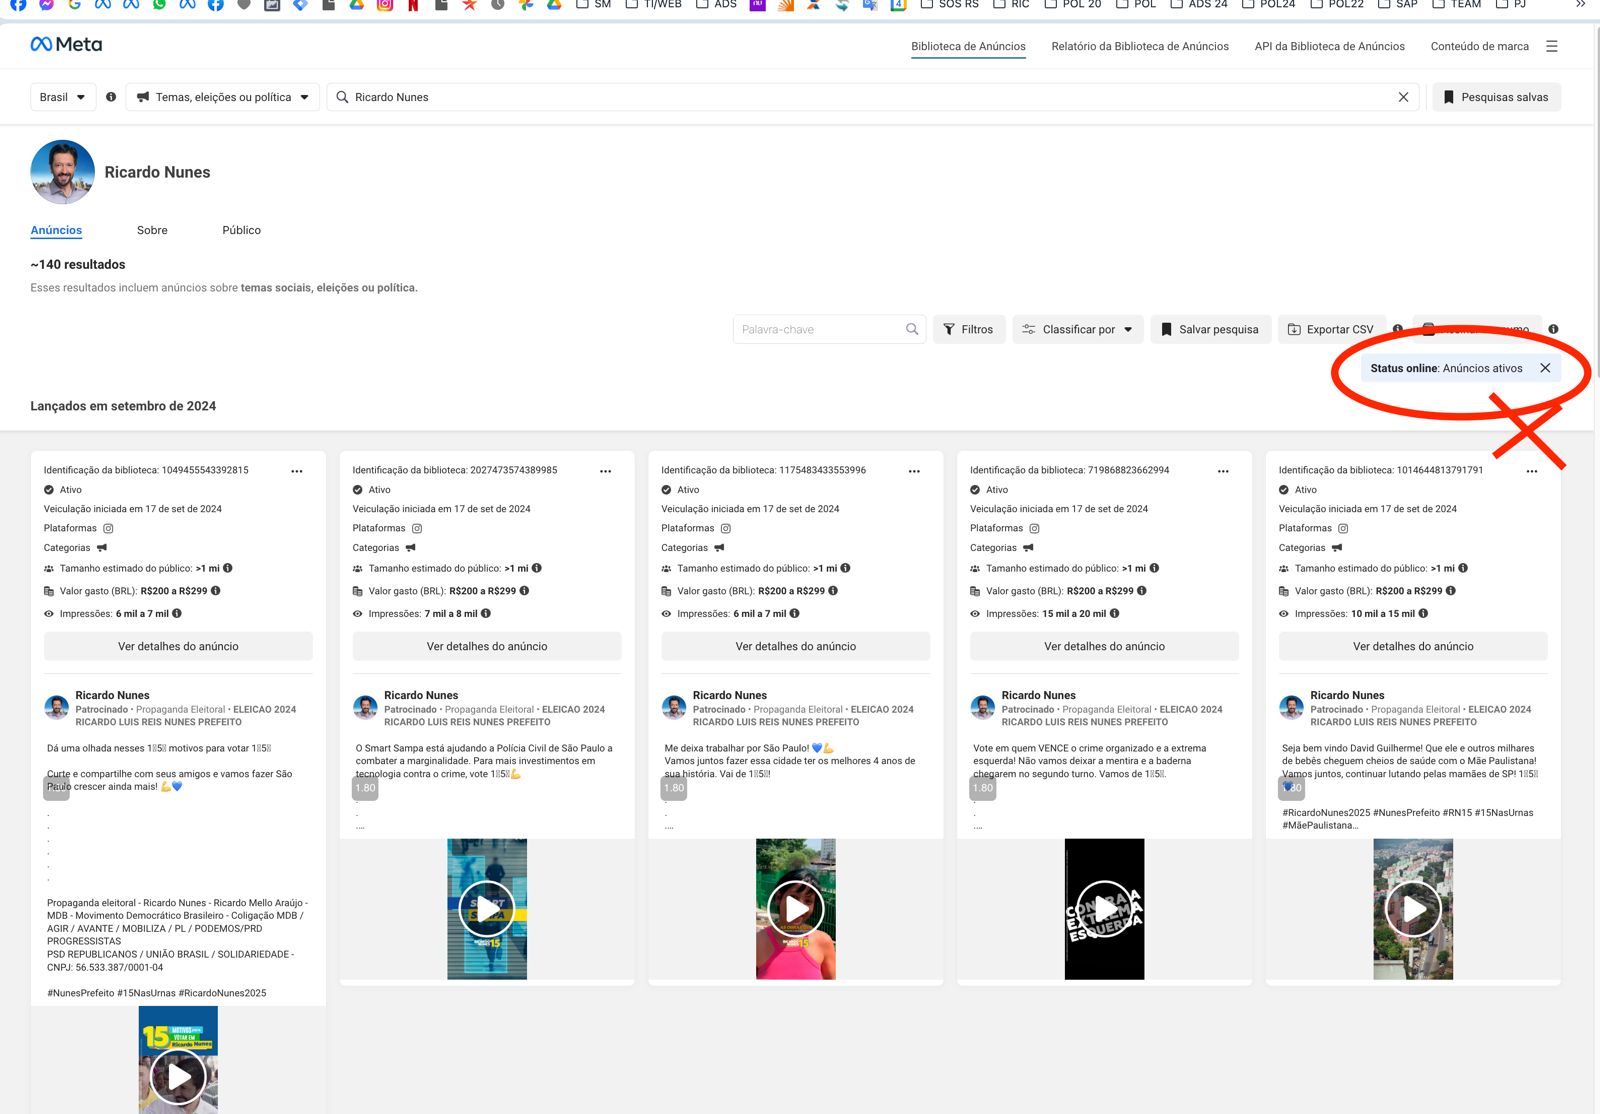 SM
TI/WEB
ADS
SOS RS
RIC
POL 20
POL
ADS 24
POL24
POL22
SAP
TEAM
PJ
Meta
Biblioteca de Anúncios
Relatório da Biblioteca de Anúncios
API da Biblioteca de Anúncios
Conteúdo de marca
Brasil
Temas, eleições ou política
Ricardo Nunes
Pesquisas salvas
Ricardo Nunes
Anúncios
Sobre
Público
~140 resultados
Esses resultados incluem anúncios sobre temas sociais, eleições ou política.
Palavra-chave
Filtros
Classificar por
Salvar pesquisa
Exportar CSV
Status online: Anúncios ativos
Lançados em setembro de 2024
Identificação da biblioteca: 1049455543392815
Ativo
Veiculação iniciada em 17 de set de 2024
Plataformas
Categorias
Tamanho estimado do público: >1 mi
Valor gasto (BRL): R$200 a R$299
Impressões: 6 mil a 7 mil
Ver detalhes do anúncio
Ricardo Nunes
Patrocinado • Propaganda Eleitoral • ELEICAO 2024
RICARDO LUIS REIS NUNES PREFEITO
Dá uma olhada nesses 1▯5▯ motivos para votar 1▯5▯
Curte e compartilhe com seus amigos e vamos fazer São
Paulo crescer ainda mais! 💪💙
.
.
.
.
.
.
Propaganda eleitoral - Ricardo Nunes - Ricardo Mello Araújo -
MDB - Movimento Democrático Brasileiro - Coligação MDB /
AGIR / AVANTE / MOBILIZA / PL / PODEMOS/PRD
PROGRESSISTAS
PSD REPUBLICANOS / UNIÃO BRASIL / SOLIDARIEDADE -
CNPJ: 56.533.387/0001-04
#NunesPrefeito #15NasUrnas #RicardoNunes2025
15 MOTIVOS PARA
VOTAR EM
Ricardo Nunes
Identificação da biblioteca: 2027473574389985
Ativo
Veiculação iniciada em 17 de set de 2024
Plataformas
Categorias
Tamanho estimado do público: >1 mi
Valor gasto (BRL): R$200 a R$299
Impressões: 7 mil a 8 mil
Ver detalhes do anúncio
Ricardo Nunes
Patrocinado • Propaganda Eleitoral • ELEICAO 2024
RICARDO LUIS REIS NUNES PREFEITO
O Smart Sampa está ajudando a Polícia Civil de São Paulo a
combater a marginalidade. Para mais investimentos em
tecnologia contra o crime, vote 1▯5▯💪
1.80
.
....
SMART
SAMPA
15
Identificação da biblioteca: 1175483433553996
Ativo
Veiculação iniciada em 17 de set de 2024
Plataformas
Categorias
Tamanho estimado do público: >1 mi
Valor gasto (BRL): R$200 a R$299
Impressões: 6 mil a 7 mil
Ver detalhes do anúncio
Ricardo Nunes
Patrocinado • Propaganda Eleitoral • ELEICAO 2024
RICARDO LUIS REIS NUNES PREFEITO
Me deixa trabalhar por São Paulo! 💙💪
Vamos juntos fazer essa cidade ter os melhores 4 anos de
sua história. Vai de 1▯5▯!
1.80
.
....
15
Identificação da biblioteca: 719868823662994
Ativo
Veiculação iniciada em 17 de set de 2024
Plataformas
Categorias
Tamanho estimado do público: >1 mi
Valor gasto (BRL): R$200 a R$299
Impressões: 15 mil a 20 mil
Ver detalhes do anúncio
Ricardo Nunes
Patrocinado • Propaganda Eleitoral • ELEICAO 2024
RICARDO LUIS REIS NUNES PREFEITO
Vote em quem VENCE o crime organizado e a extrema
esquerda! Não vamos deixar a mentira e a baderna
chegarem no segundo turno. Vamos de 1▯5▯.
1.80
.
....
CONTRA A
EXTREMA
ESQUERDA
Identificação da biblioteca: 1014644813791791
Ativo
Veiculação iniciada em 17 de set de 2024
Plataformas
Categorias
Tamanho estimado do público: >1 mi
Valor gasto (BRL): R$200 a R$299
Impressões: 10 mil a 15 mil
Ver detalhes do anúncio
Ricardo Nunes
Patrocinado • Propaganda Eleitoral • ELEICAO 2024
RICARDO LUIS REIS NUNES PREFEITO
Seja bem vindo David Guilherme! Que ele e outros milhares
de bebês cheguem cheios de saúde com o Mãe Paulistana!
Vamos juntos, continuar lutando pelas mamães de SP! 1▯5▯
💙
#RicardoNunes2025 #NunesPrefeito #RN15 #15NasUrnas
#MãePaulistana...